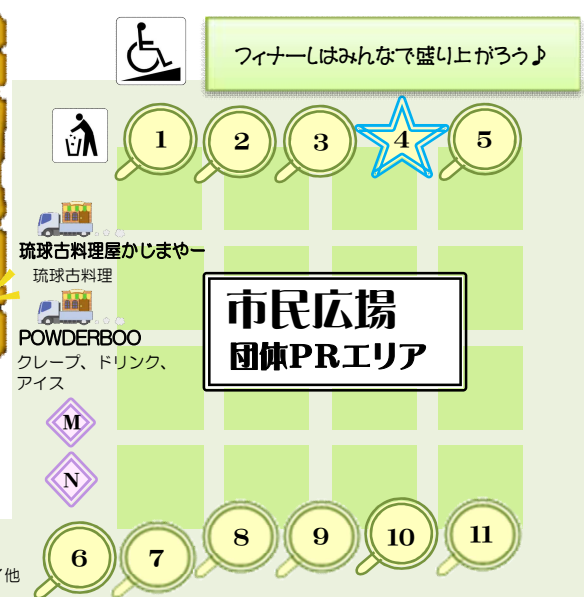 フィナーレはみんなで盛り上がろう♪
1 2 3 4 5
琉球古料理屋かじまやー
琉球古料理
POWDERBOO
クレープ、ドリンク、
アイス
市民広場
団体PRエリア
M
N
6 7 8 9 10 11
他